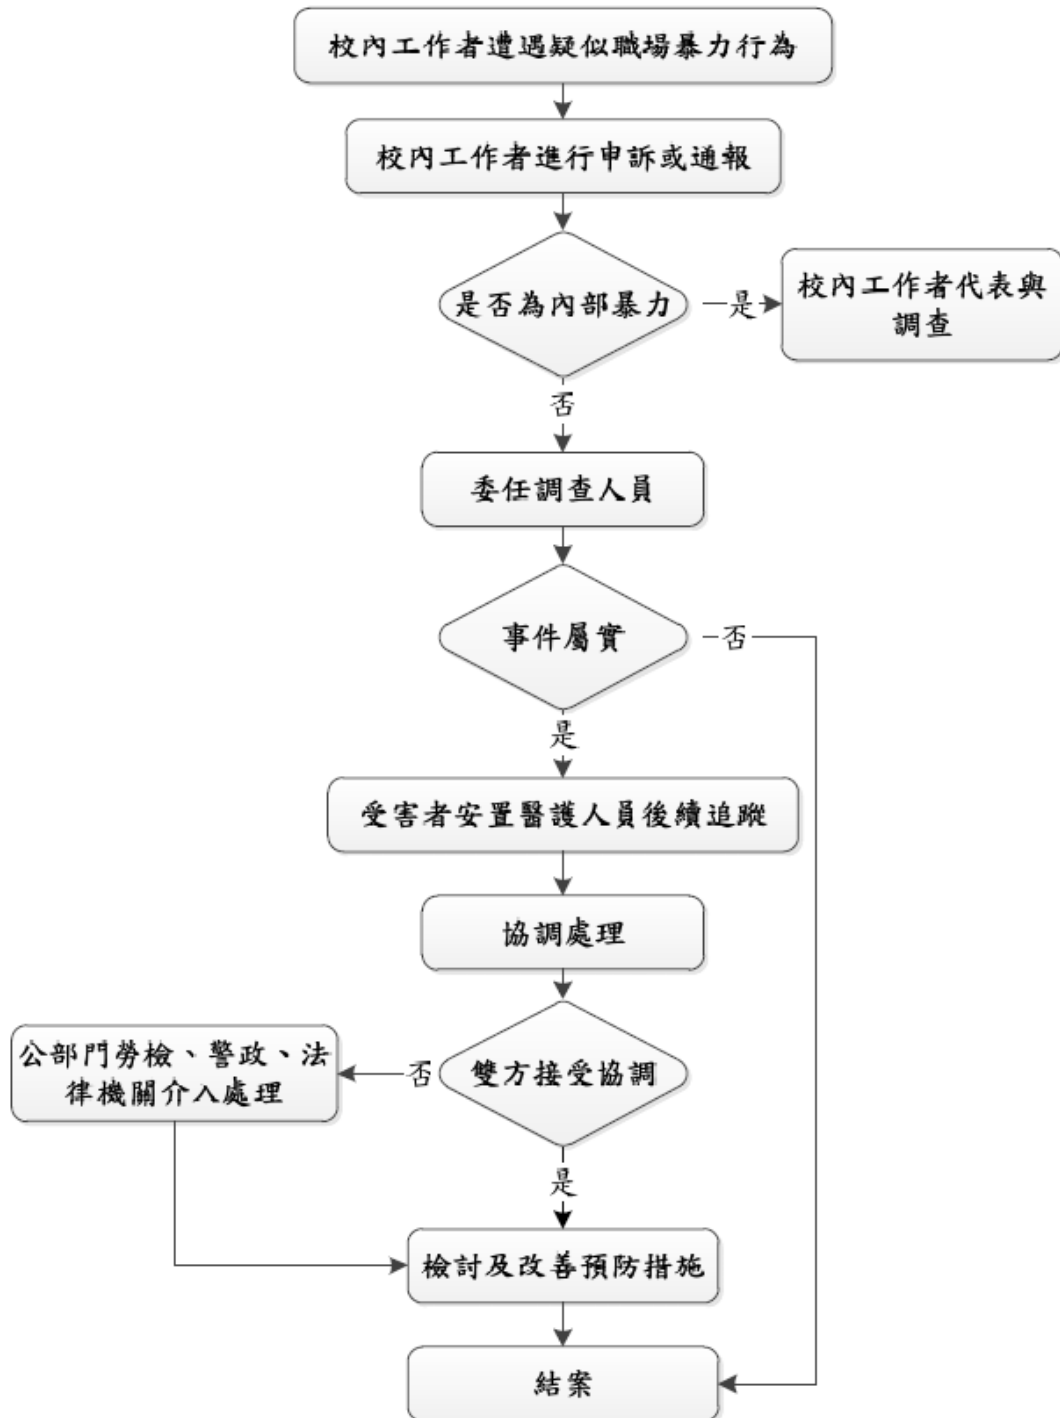 校內工作者遭遇疑似職場暴力行為
校內工作者進行申訴或通報
是否為內部暴力
是
校內工作者代表與
調查
否
委任調查人員
事件屬實
否
是
受害者安置醫護人員後續追蹤
協調處理
雙方接受協調
否
公部門勞檢、警政、法
律機關介入處理
是
檢討及改善預防措施
結案